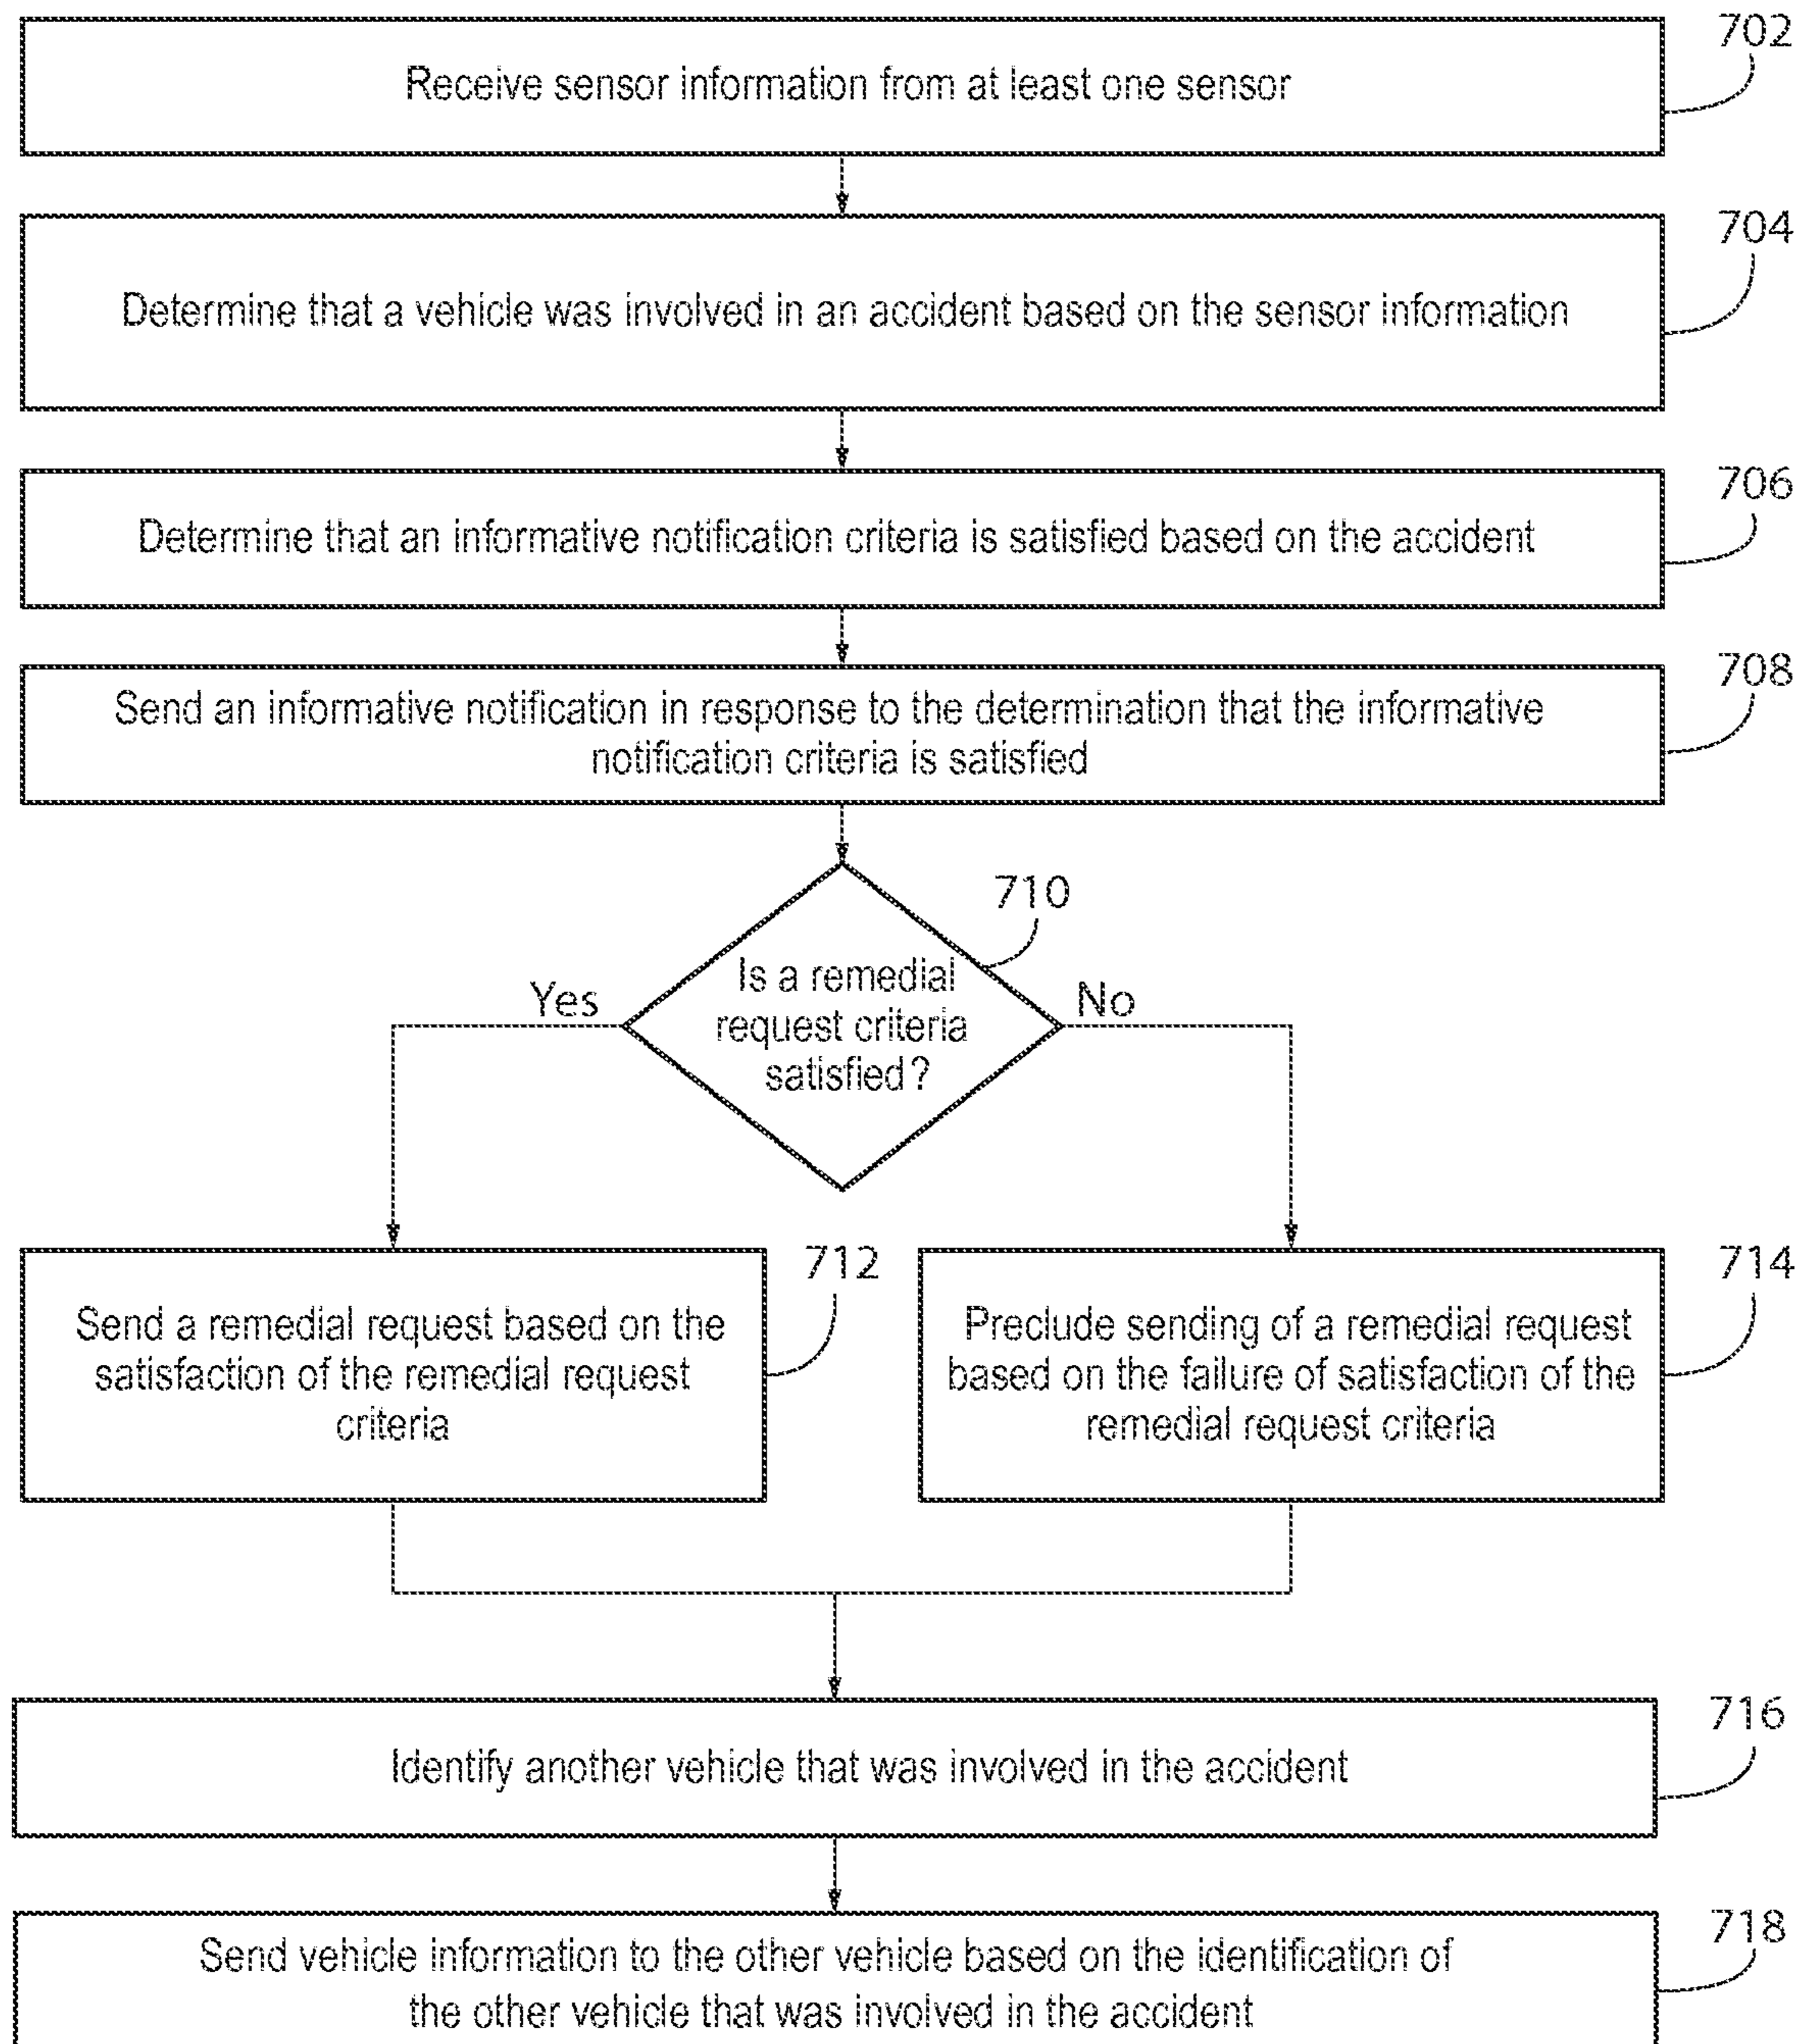 702
Receive sensor information from at least one sensor
704
Determine that a vehicle was involved in an accident based on the sensor information
706
Determine that an informative notification criteria is satisfied based on the accident
708
Send an informative notification in response to the determination that the informative
notification criteria is satisfied
710
Is a remedial
request criteria
satisfied?
Yes
No
712
Send a remedial request based on the
satisfaction of the remedial request
criteria
714
Preclude sending of a remedial request
based on the failure of satisfaction of the
remedial request criteria
716
Identify another vehicle that was involved in the accident
718
Send vehicle information to the other vehicle based on the identification of
the other vehicle that was involved in the accident